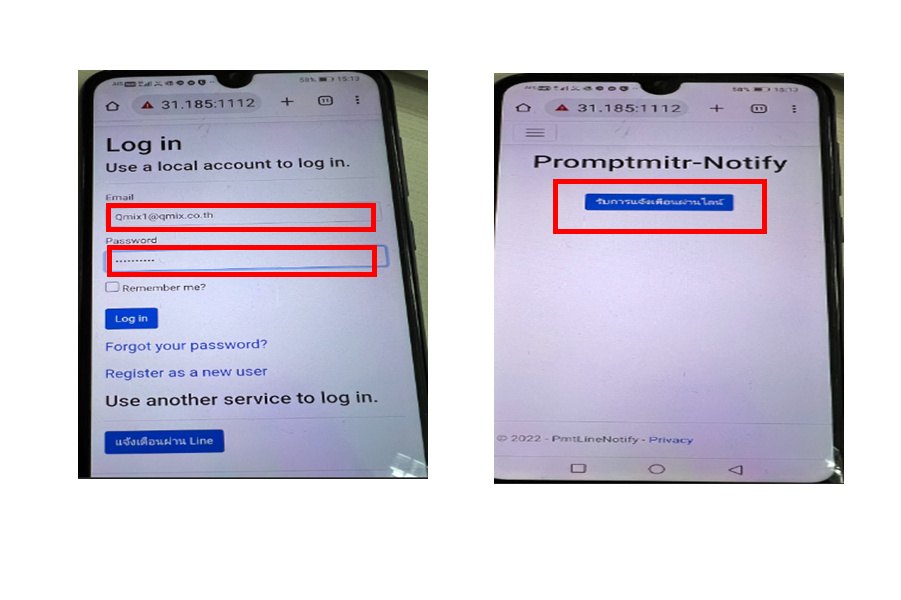 AIS
58% 15:13
31.185:1112
11
Log in
Use a local account to log in.
Email
Qmix1@qmix.co.th
Password
Remember me?
Log in
Forgot your password?
Register as a new user
Use another service to log in.
แจ้งเตือนผ่าน Line
AIS
58% 15:13
31.185:1112
11
Promptmitr-Notify
รับการแจ้งเตือนผ่านไลน์
© 2022 - PmtLineNotify - Privacy